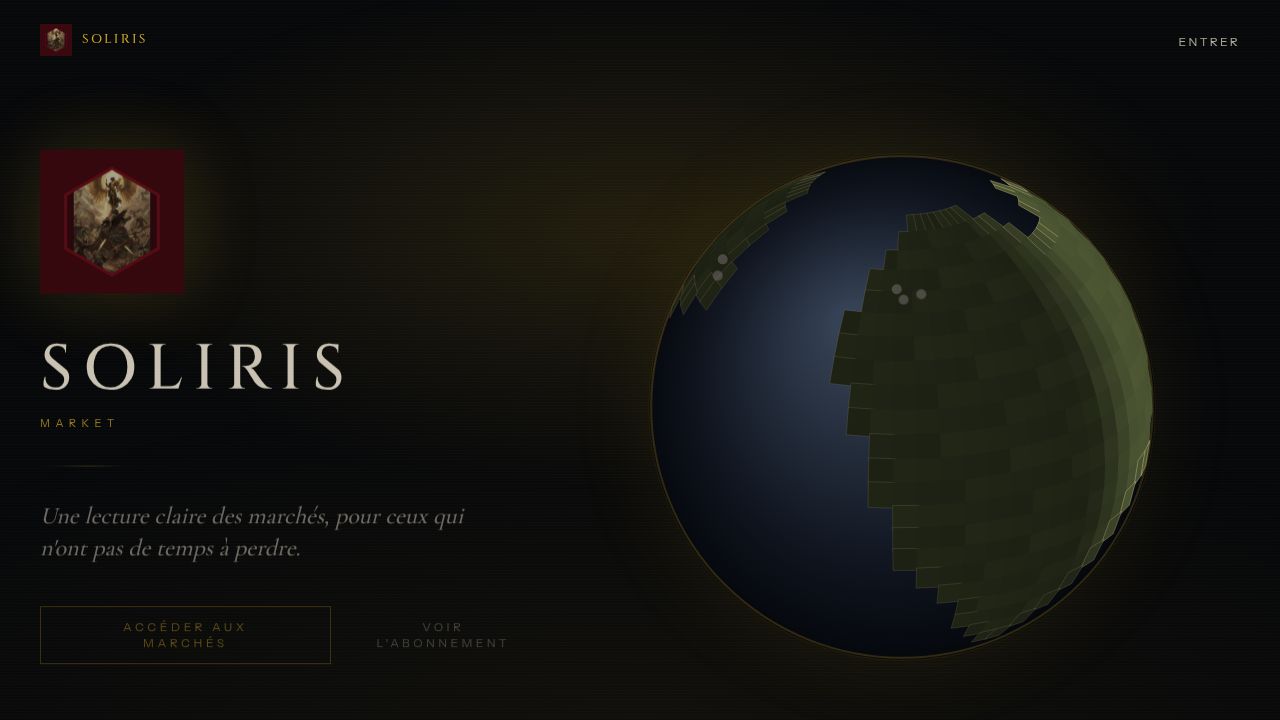 SOLIRIS
ENTRER
SOLIRIS
MARKET
Une lecture claire des marchés, pour ceux qui
n'ont pas de temps à perdre.
ACCÉDER AUX
MARCHÉS
VOIR
L'ABONNEMENT